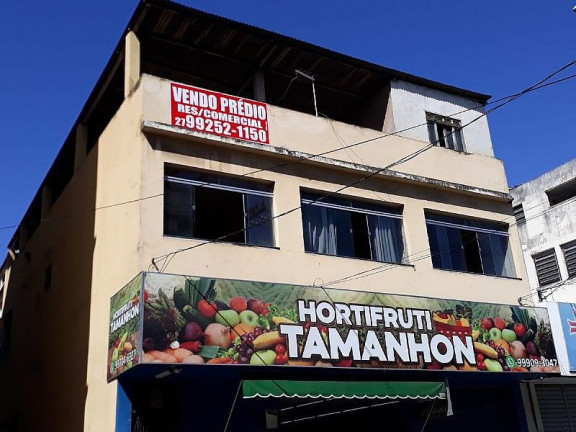 VENDO PRÉDIO
RES/COMERCIAL
27 99252-1150
HORTIFRUTI
TAMANHON